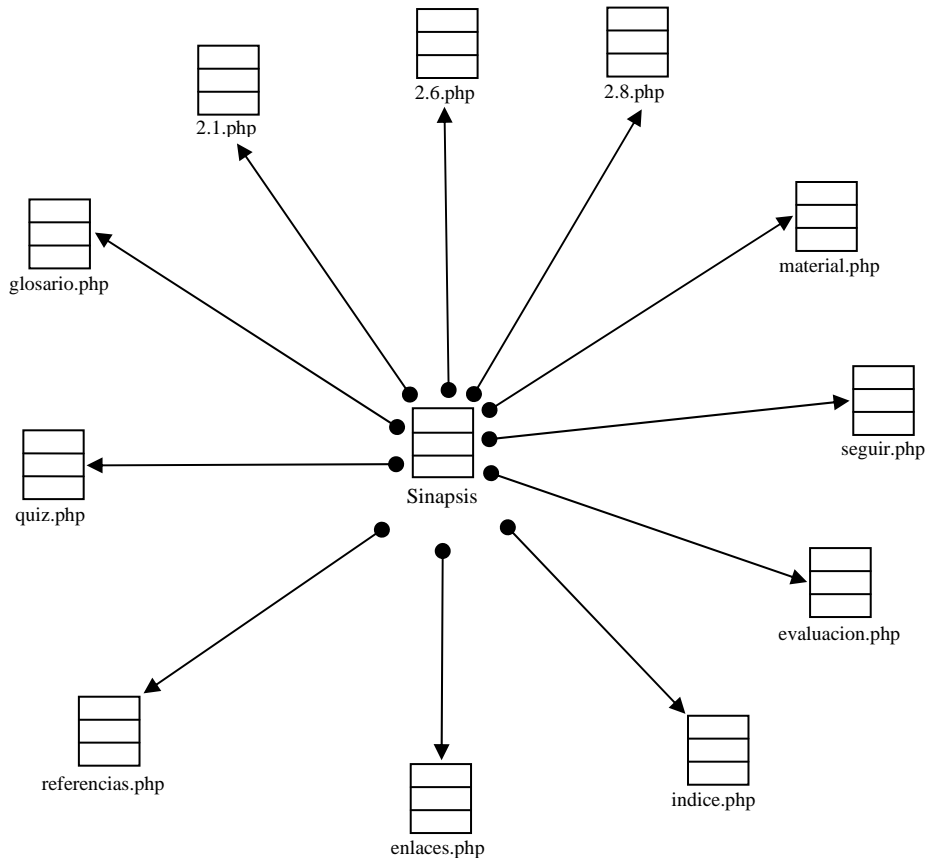 2.6.php
2.8.php
2.1.php
material.php
glosario.php
seguir.php
Sinapsis
quiz.php
evaluacion.php
referencias.php
indice.php
enlaces.php